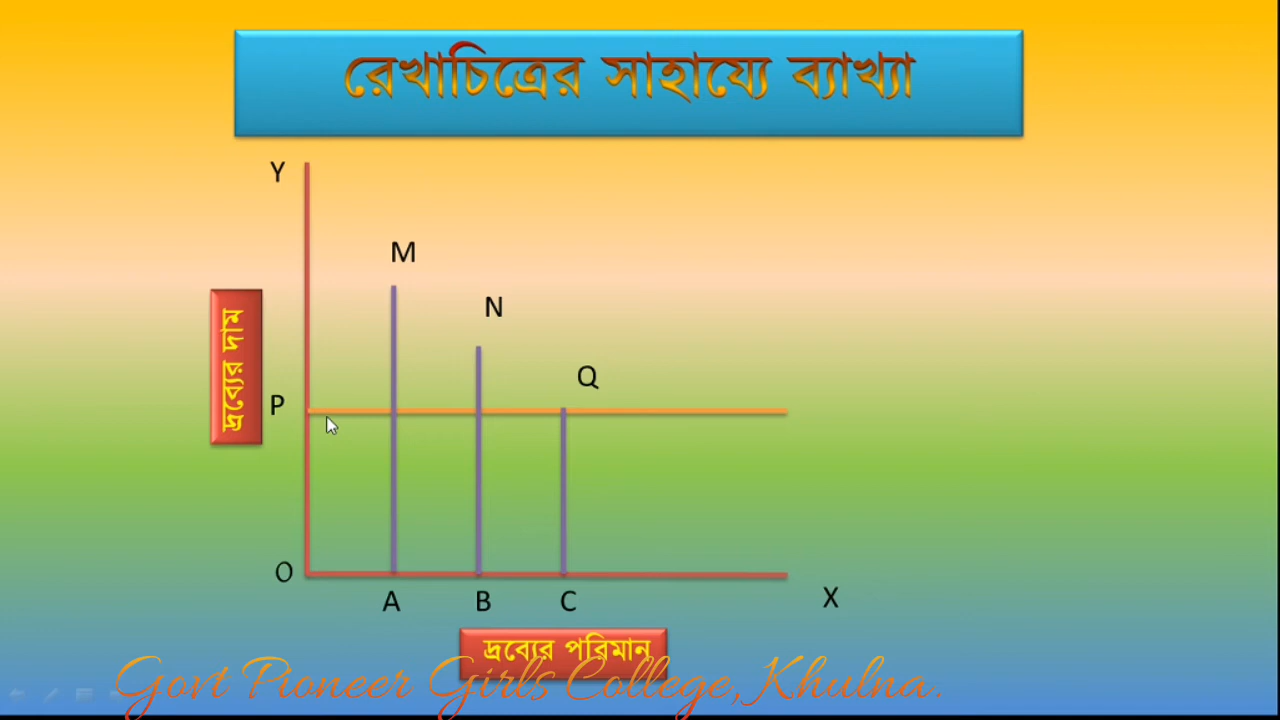 রেখাচিত্রের সাহায্যে ব্যাখ্যা
Y
M
N
দ্রব্যের দাম
Q
P
O
A B C
X
দ্রব্যের পরিমান
Govt Pioneer Girls College, Khulna.